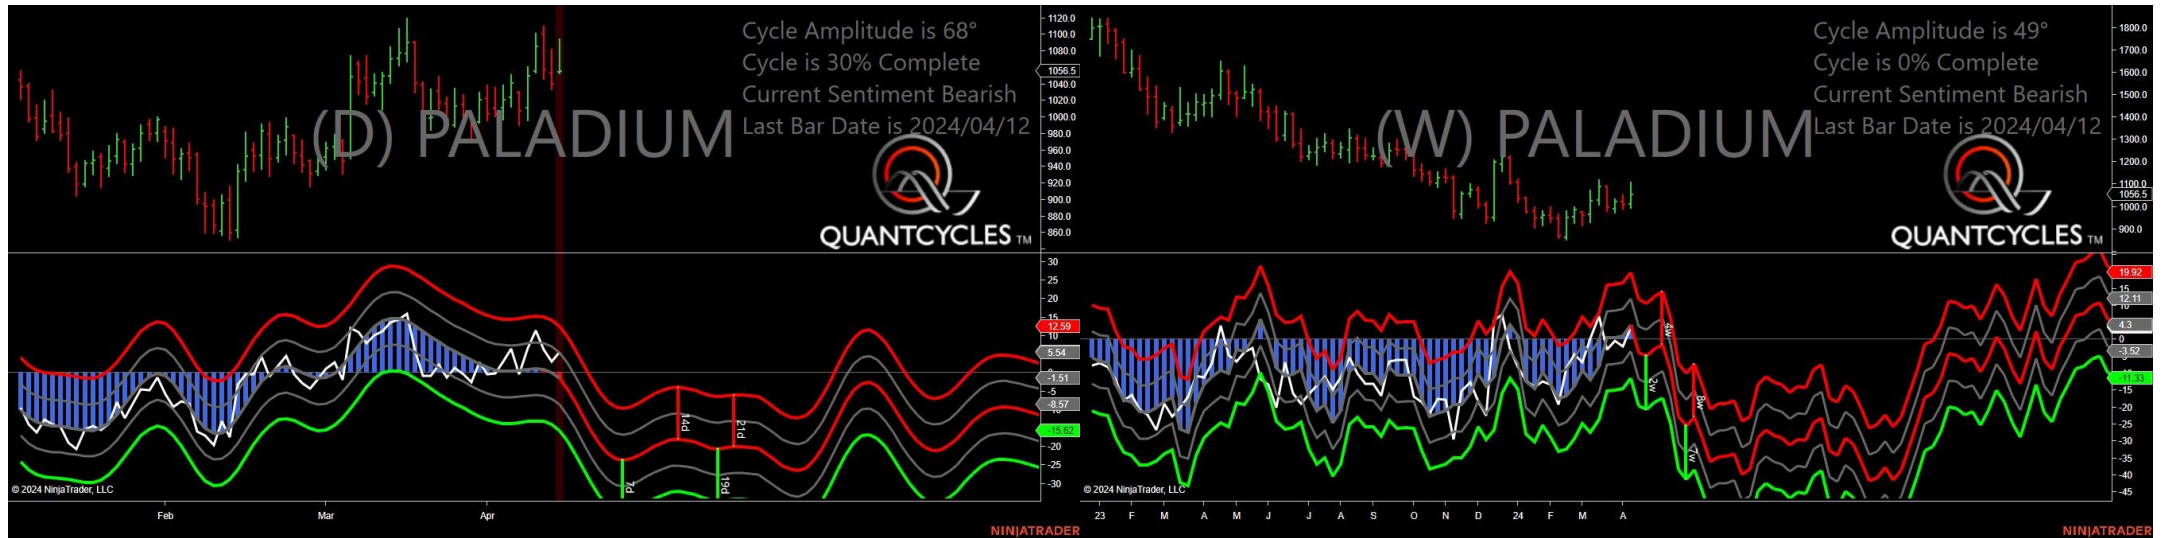 Cycle Amplitude is 68°
Cycle is 30% Complete
Current Sentiment Bearish
Last Bar Date is 2024/04/12
(D) PALADIUM
QUANTCYCLES TM
1120.0
1100.0
1080.0
1056.5
1040.0
1020.0
1000.0
980.0
960.0
940.0
920.0
900.0
880.0
860.0
30
25
20
15
12.59
10
5.54
-1.51
-5
-8.57
-15.62
-20
-25
-30
14d
21d
7d
19d
© 2024 NinjaTrader, LLC
Feb Mar Apr
NINJATRADER
Cycle Amplitude is 49°
Cycle is 0% Complete
Current Sentiment Bearish
Last Bar Date is 2024/04/12
(W) PALADIUM
QUANTCYCLES TM
1800.0
1700.0
1600.0
1500.0
1400.0
1300.0
1200.0
1100.0
1056.5
1000.0
900.0
19.92
15
12.11
4.3
0
-3.52
-11.33
-15
-20
-25
-30
-35
-40
-45
4w
2w
8w
7w
© 2024 NinjaTrader, LLC
23 F M A M J J A S O N D 24 F M A
NINJATRADER